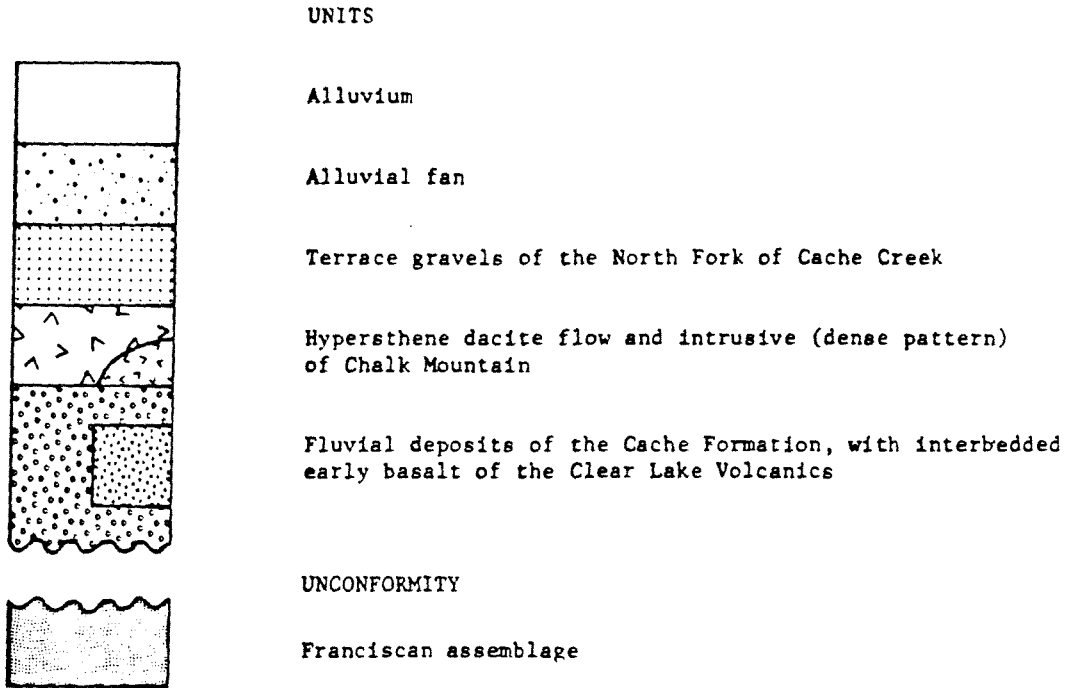 UNITS
Alluvium
Alluvial fan
Terrace gravels of the North Fork of Cache Creek
Hypersthene dacite flow and intrusive (dense pattern)
of Chalk Mountain
Fluvial deposits of the Cache Formation, with interbedded
early basalt of the Clear Lake Volcanics
UNCONFORMITY
Franciscan assemblage